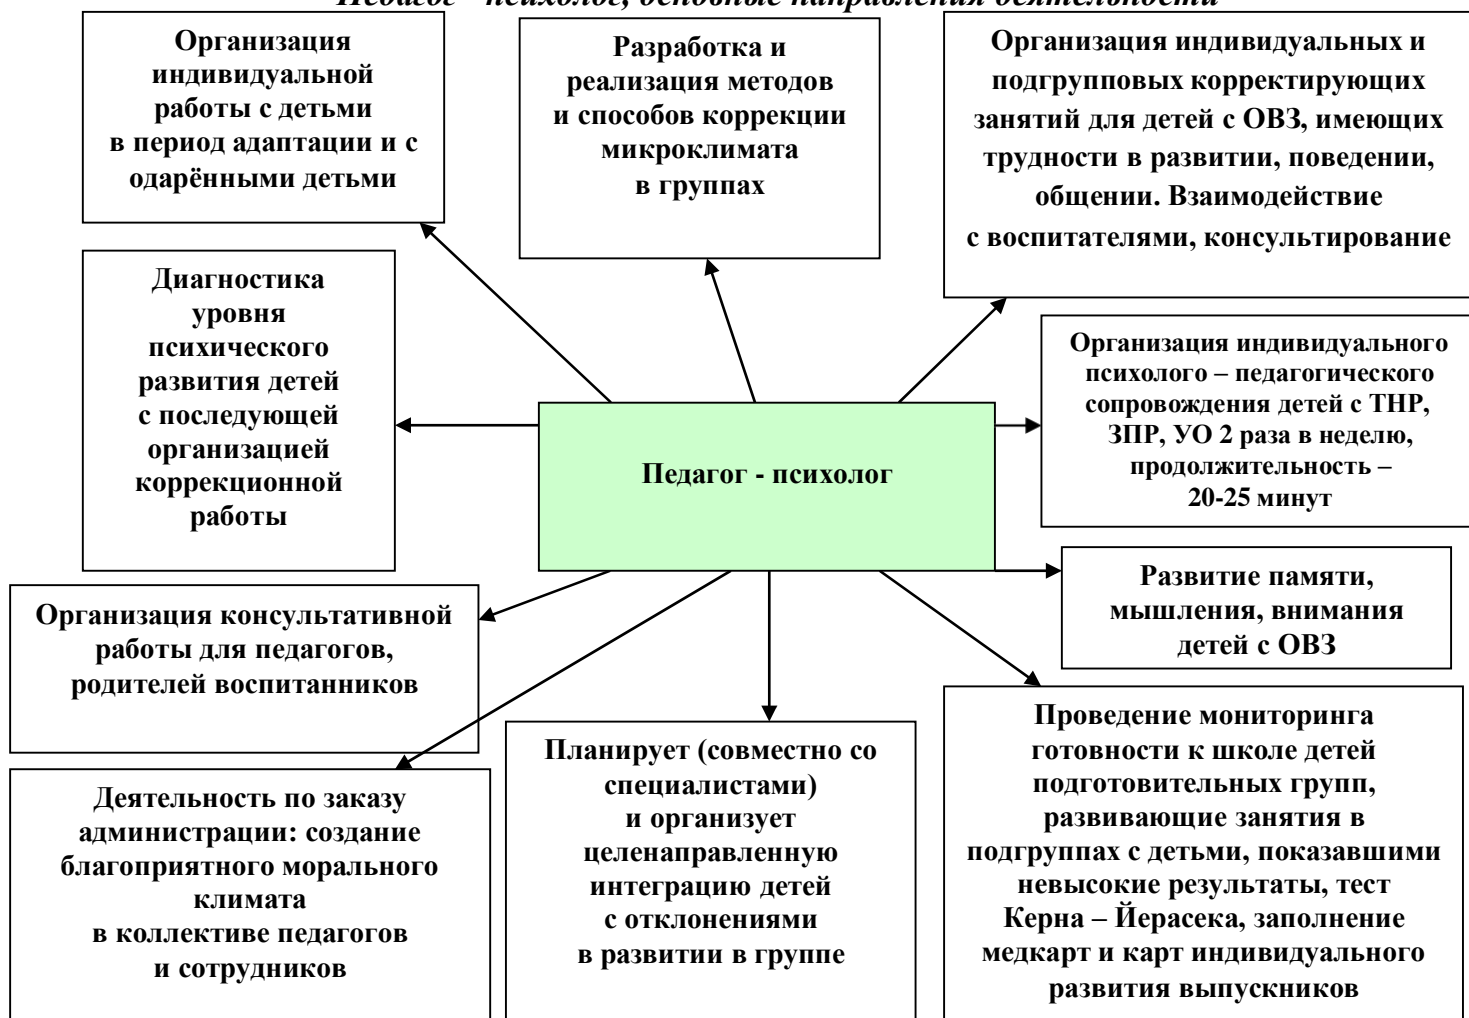 Педагог - психолог, основные направления деятельности
Организация
индивидуальной
работы с детьми
в период адаптации и с
одарёнными детьми
Разработка и
реализация методов
и способов коррекции
микроклимата
в группах
Организация индивидуальных и
подгрупповых корректирующих
занятий для детей с ОВЗ, имеющих
трудности в развитии, поведении,
общении. Взаимодействие
с воспитателями, консультирование
Диагностика
уровня
психического
развития детей
с последующей
организацией
коррекционной
работы
Организация индивидуального
психолого – педагогического
сопровождения детей с ТНР,
ЗПР, УО 2 раза в неделю,
продолжительность –
20-25 минут
Педагог - психолог
Развитие памяти,
мышления, внимания
детей с ОВЗ
Организация консультативной
работы для педагогов,
родителей воспитанников
Деятельность по заказу
администрации: создание
благоприятного морального
климата
в коллективе педагогов
и сотрудников
Планирует (совместно со
специалистами)
и организует
целенаправленную
интеграцию детей
с отклонениями
в развитии в группе
Проведение мониторинга
готовности к школе детей
подготовительных групп,
развивающие занятия в
подгруппах с детьми, показавшими
невысокие результаты, тест
Керна – Йерасека, заполнение
медкарт и карт индивидуального
развития выпускников